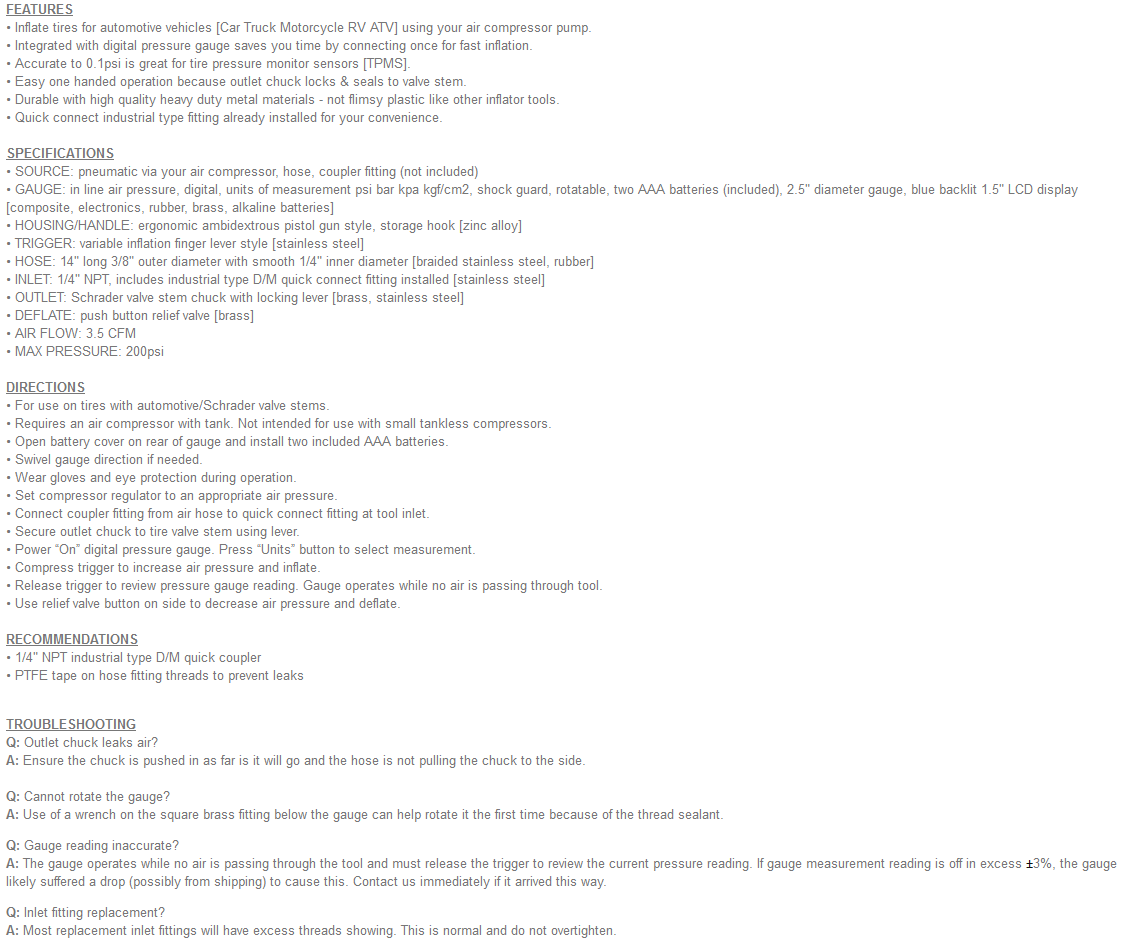 FEATURES
• Inflate tires for automotive vehicles [Car Truck Motorcycle RV ATV] using your air compressor pump.
• Integrated with digital pressure gauge saves you time by connecting once for fast inflation.
• Accurate to 0.1psi is great for tire pressure monitor sensors [TPMS].
• Easy one handed operation because outlet chuck locks & seals to valve stem.
• Durable with high quality heavy duty metal materials - not flimsy plastic like other inflator tools.
• Quick connect industrial type fitting already installed for your convenience.
SPECIFICATIONS
• SOURCE: pneumatic via your air compressor, hose, coupler fitting (not included)
• GAUGE: in line air pressure, digital, units of measurement psi bar kpa kgf/cm2, shock guard, rotatable, two AAA batteries (included), 2.5" diameter gauge, blue backlit 1.5" LCD display
[composite, electronics, rubber, brass, alkaline batteries]
• HOUSING/HANDLE: ergonomic ambidextrous pistol gun style, storage hook [zinc alloy]
• TRIGGER: variable inflation finger lever style [stainless steel]
• HOSE: 14" long 3/8" outer diameter with smooth 1/4" inner diameter [braided stainless steel, rubber]
• INLET: 1/4" NPT, includes industrial type D/M quick connect fitting installed [stainless steel]
• OUTLET: Schrader valve stem chuck with locking lever [brass, stainless steel]
• DEFLATE: push button relief valve [brass]
• AIR FLOW: 3.5 CFM
• MAX PRESSURE: 200psi
DIRECTIONS
• For use on tires with automotive/Schrader valve stems.
• Requires an air compressor with tank. Not intended for use with small tankless compressors.
• Open battery cover on rear of gauge and install two included AAA batteries.
• Swivel gauge direction if needed.
• Wear gloves and eye protection during operation.
• Set compressor regulator to an appropriate air pressure.
• Connect coupler fitting from air hose to quick connect fitting at tool inlet.
• Secure outlet chuck to tire valve stem using lever.
• Power “On” digital pressure gauge. Press “Units” button to select measurement.
• Compress trigger to increase air pressure and inflate.
• Release trigger to review pressure gauge reading. Gauge operates while no air is passing through tool.
• Use relief valve button on side to decrease air pressure and deflate.
RECOMMENDATIONS
• 1/4" NPT industrial type D/M quick coupler
• PTFE tape on hose fitting threads to prevent leaks
TROUBLESHOOTING
Q: Outlet chuck leaks air?
A: Ensure the chuck is pushed in as far is it will go and the hose is not pulling the chuck to the side.
Q: Cannot rotate the gauge?
A: Use of a wrench on the square brass fitting below the gauge can help rotate it the first time because of the thread sealant.
Q: Gauge reading inaccurate?
A: The gauge operates while no air is passing through the tool and must release the trigger to review the current pressure reading. If gauge measurement reading is off in excess ±3%, the gauge
likely suffered a drop (possibly from shipping) to cause this. Contact us immediately if it arrived this way.
Q: Inlet fitting replacement?
A: Most replacement inlet fittings will have excess threads showing. This is normal and do not overtighten.